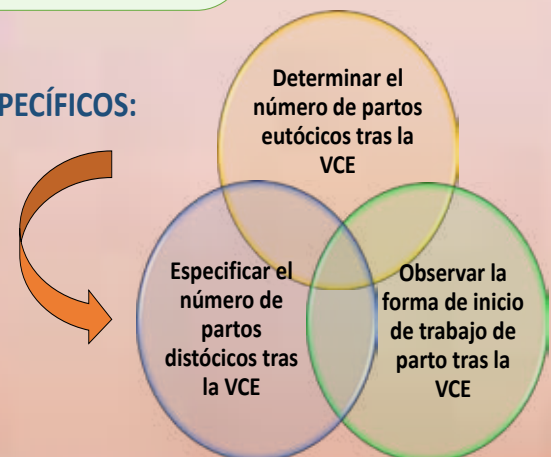 PECÍFICOS:
Determinar el
número de partos
eutócicos tras la
VCE
Especificar el
número de
partos
distócicos tras
la VCE
Observar la
forma de inicio
de trabajo de
parto tras la
VCE